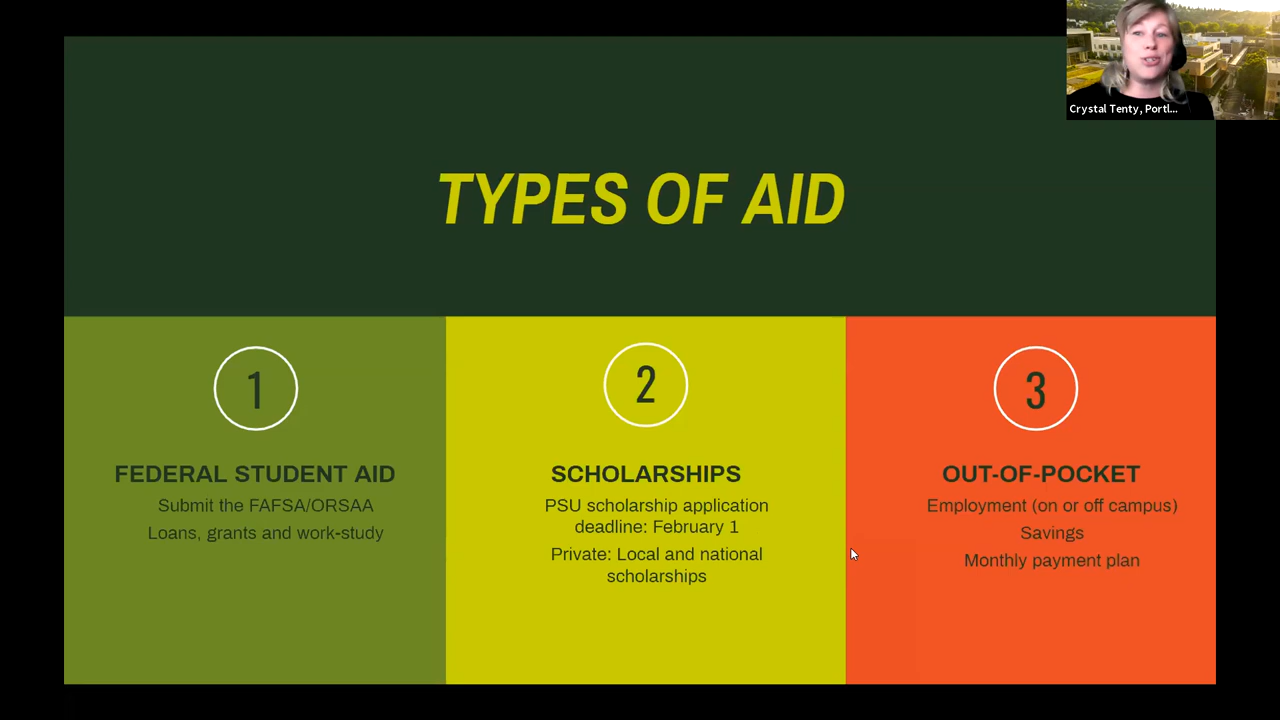 Crystal Tenty, Portl...
TYPES OF AID
1
FEDERAL STUDENT AID
Submit the FAFSA/ORSAA
Loans, grants and work-study
2
SCHOLARSHIPS
PSU scholarship application
deadline: February 1
Private: Local and national
scholarships
3
OUT-OF-POCKET
Employment (on or off campus)
Savings
Monthly payment plan